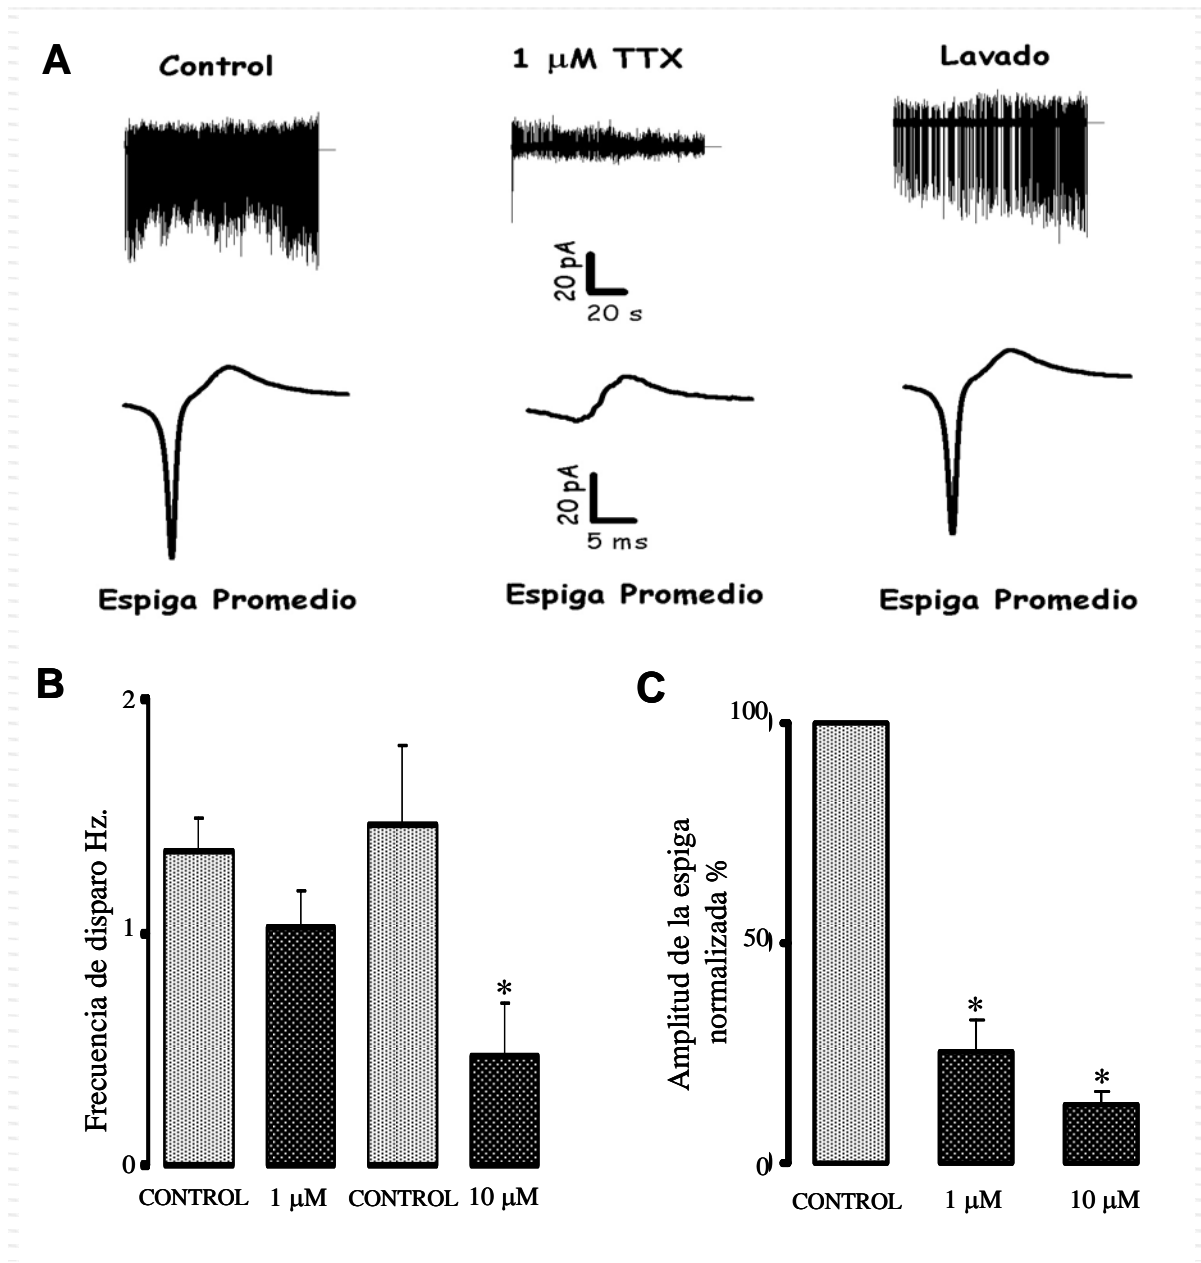 A
Control
1 μM TTX
Lavado
20 pA
20 s
20 pA
5 ms
Espiga Promedio
Espiga Promedio
Espiga Promedio
B
2
1
0
Frecuencia de disparo Hz.
*
CONTROL
1 μM
CONTROL
10 μM
C
100
50
0
Amplitud de la espiga
normalizada %
*
*
CONTROL
1 μM
10 μM